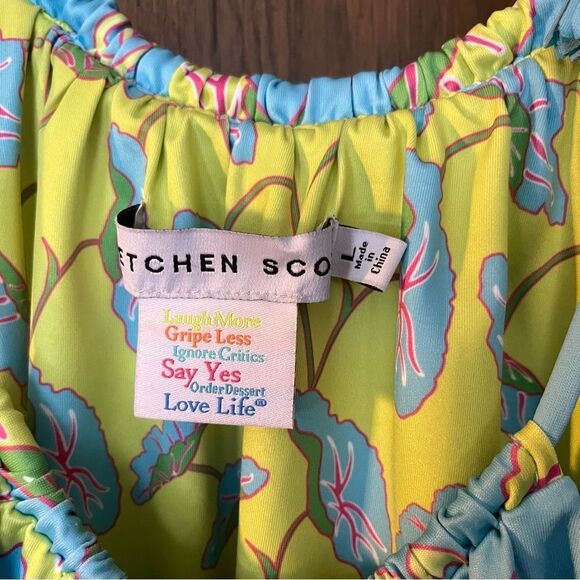 ETCHEN SCO
L
Made in
China
Laugh More
Gripe Less
Ignore Critics
Say Yes
Order Dessert
Love Life®